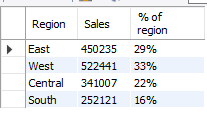 Region Sales % of region
East 450235 29%
West 522441 33%
Central 341007 22%
South 252121 16%